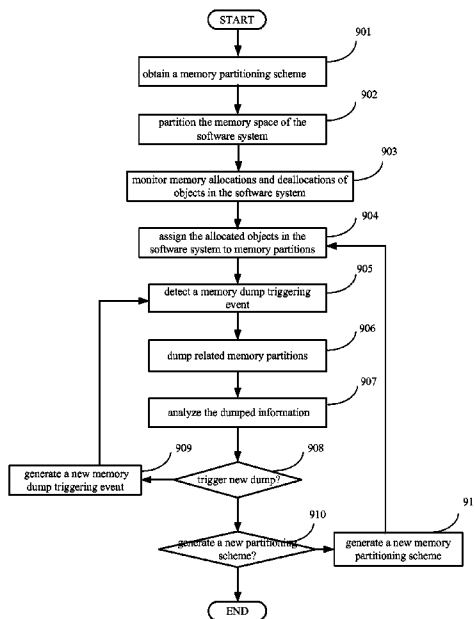 START
901
obtain a memory partitioning scheme
902
partition the memory space of the
software system
903
monitor memory allocations and deallocations of
objects in the software system
904
assign the allocated objects in the
software system to memory partitions
905
detect a memory dump triggering
event
906
dump related memory partitions
907
analyze the dumped information
908
trigger new dump?
909
generate a new memory
dump triggering event
910
generate a new partitioning
scheme?
91
generate a new memory
partitioning scheme
END